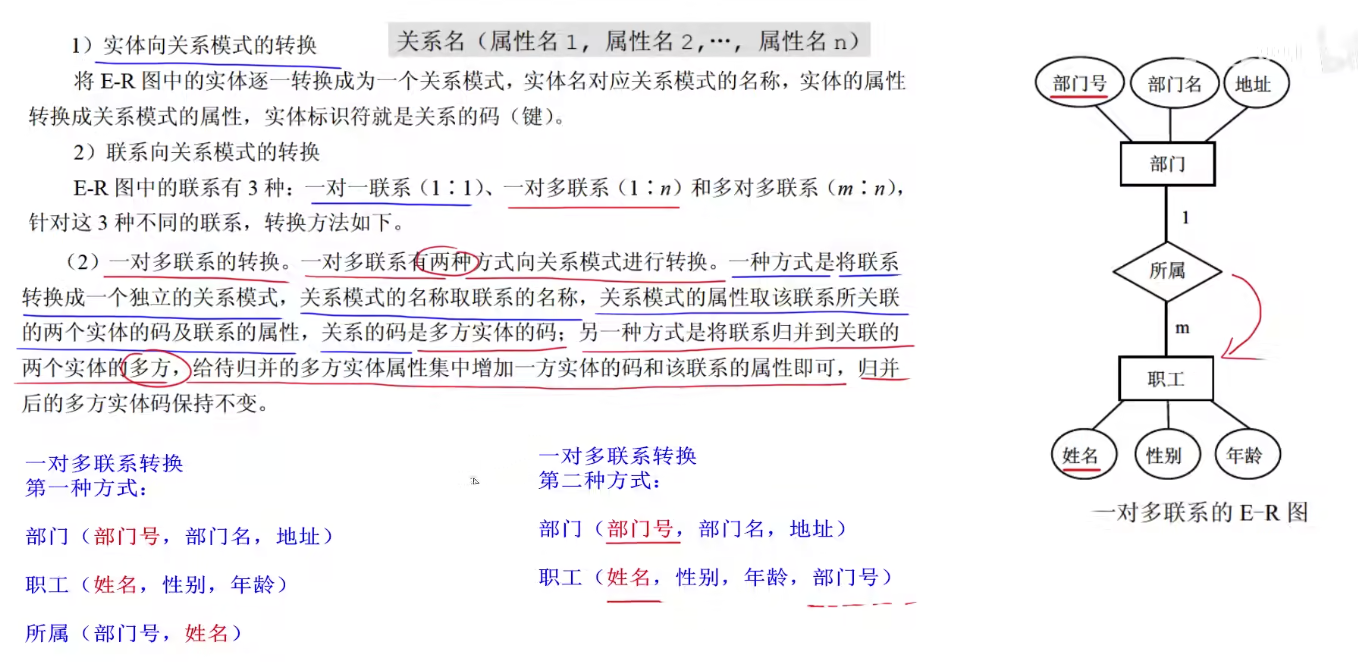 1）实体向关系模式的转换
关系名（属性名1, 属性名2,…, 属性名n）
将 E-R 图中的实体逐一转换成为一个关系模式，实体名对应关系模式的名称，实体的属性
转换成关系模式的属性，实体标识符就是关系的码（键）。
2）联系向关系模式的转换
E-R 图中的联系有 3 种：一对一联系（1∶1）、一对多联系（1∶n）和多对多联系（m∶n），
针对这 3 种不同的联系，转换方法如下。
（2）一对多联系的转换。一对多联系有两种方式向关系模式进行转换。一种方式是将联系
转换成一个独立的关系模式，关系模式的名称取联系的名称，关系模式的属性取该联系所关联
的两个实体的码及联系的属性，关系的码是多方实体的码；另一种方式是将联系归并到关联的
两个实体的多方，给待归并的多方实体属性集中增加一方实体的码和该联系的属性即可，归并
后的多方实体码保持不变。
一对多联系转换
第一种方式：
部门（部门号，部门名，地址）
职工（姓名，性别，年龄）
所属（部门号，姓名）
一对多联系转换
第二种方式：
部门（部门号，部门名，地址）
职工（姓名，性别，年龄，部门号）
部门号
部门名
地址
部门
1
所属
m
职工
姓名
性别
年龄
一对多联系的 E-R 图